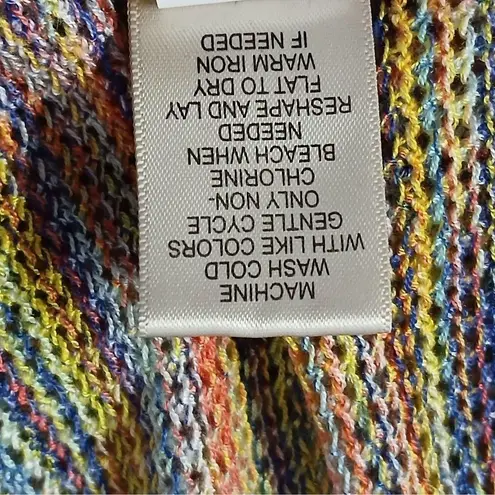 MACHINE
WASH COLD
WITH LIKE COLORS
GENTLE CYCLE
ONLY NON-
CHLORINE
BLEACH WHEN
NEEDED
RESHAPE AND LAY
FLAT TO DRY
WARM IRON
IF NEEDED